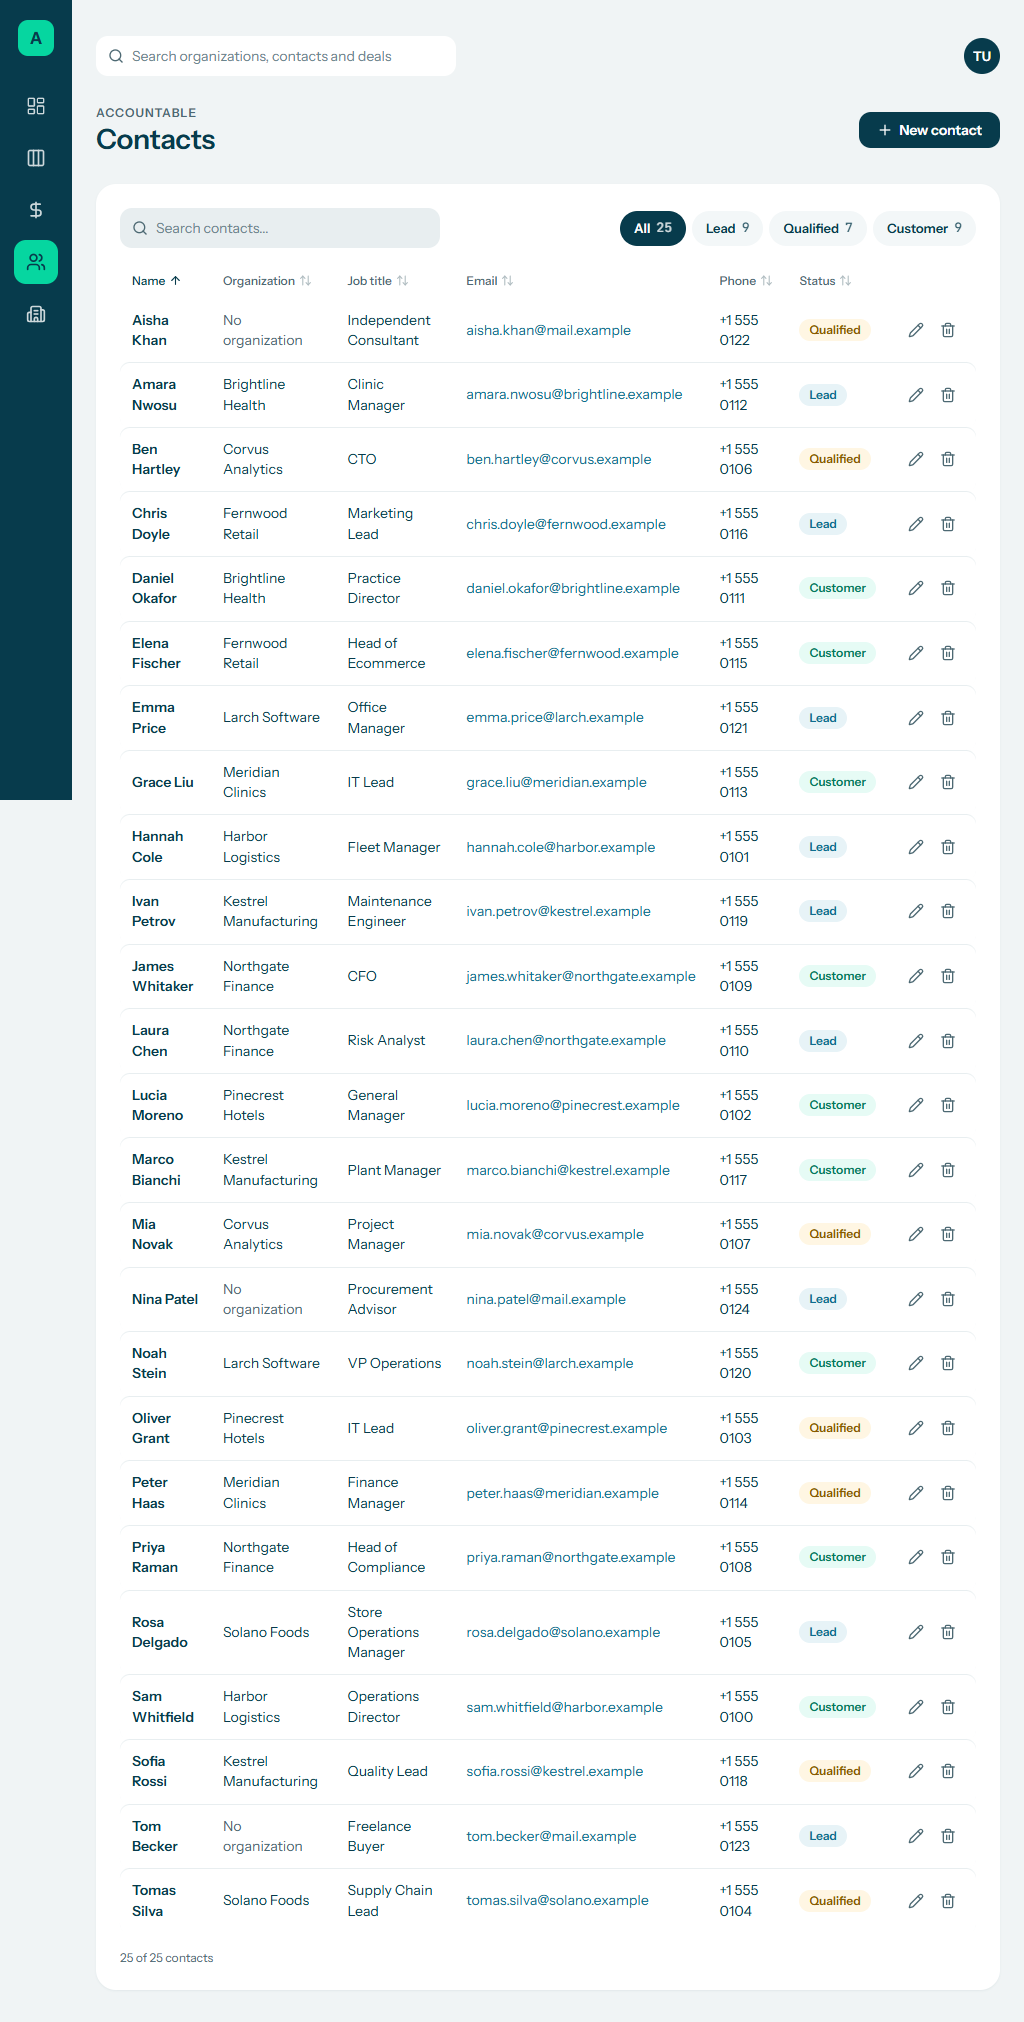 A
Search organizations, contacts and deals
TU
ACCOUNTABLE
Contacts
New contact
Search contacts...
All 25
Lead 9
Qualified 7
Customer 9
Name
Organization
Job title
Email
Phone
Status
Aisha
Khan
No
organization
Independent
Consultant
aisha.khan@mail.example
+1 555
0122
Qualified
Amara
Nwosu
Brightline
Health
Clinic
Manager
amara.nwosu@brightline.example
+1 555
0112
Lead
Ben
Hartley
Corvus
Analytics
CTO
ben.hartley@corvus.example
+1 555
0106
Qualified
Chris
Doyle
Fernwood
Retail
Marketing
Lead
chris.doyle@fernwood.example
+1 555
0116
Lead
Daniel
Okafor
Brightline
Health
Practice
Director
daniel.okafor@brightline.example
+1 555
0111
Customer
Elena
Fischer
Fernwood
Retail
Head of
Ecommerce
elena.fischer@fernwood.example
+1 555
0115
Customer
Emma
Price
Larch Software
Office
Manager
emma.price@larch.example
+1 555
0121
Lead
Grace Liu
Meridian
Clinics
IT Lead
grace.liu@meridian.example
+1 555
0113
Customer
Hannah
Cole
Harbor
Logistics
Fleet Manager
hannah.cole@harbor.example
+1 555
0101
Lead
Ivan
Petrov
Kestrel
Manufacturing
Maintenance
Engineer
ivan.petrov@kestrel.example
+1 555
0119
Lead
James
Whitaker
Northgate
Finance
CFO
james.whitaker@northgate.example
+1 555
0109
Customer
Laura
Chen
Northgate
Finance
Risk Analyst
laura.chen@northgate.example
+1 555
0110
Lead
Lucia
Moreno
Pinecrest
Hotels
General
Manager
lucia.moreno@pinecrest.example
+1 555
0102
Customer
Marco
Bianchi
Kestrel
Manufacturing
Plant Manager
marco.bianchi@kestrel.example
+1 555
0117
Customer
Mia
Novak
Corvus
Analytics
Project
Manager
mia.novak@corvus.example
+1 555
0107
Qualified
Nina Patel
No
organization
Procurement
Advisor
nina.patel@mail.example
+1 555
0124
Lead
Noah
Stein
Larch Software
VP Operations
noah.stein@larch.example
+1 555
0120
Customer
Oliver
Grant
Pinecrest
Hotels
IT Lead
oliver.grant@pinecrest.example
+1 555
0103
Qualified
Peter
Haas
Meridian
Clinics
Finance
Manager
peter.haas@meridian.example
+1 555
0114
Qualified
Priya
Raman
Northgate
Finance
Head of
Compliance
priya.raman@northgate.example
+1 555
0108
Customer
Rosa
Delgado
Solano Foods
Store
Operations
Manager
rosa.delgado@solano.example
+1 555
0105
Lead
Sam
Whitfield
Harbor
Logistics
Operations
Director
sam.whitfield@harbor.example
+1 555
0100
Customer
Sofia
Rossi
Kestrel
Manufacturing
Quality Lead
sofia.rossi@kestrel.example
+1 555
0118
Qualified
Tom
Becker
No
organization
Freelance
Buyer
tom.becker@mail.example
+1 555
0123
Lead
Tomas
Silva
Solano Foods
Supply Chain
Lead
tomas.silva@solano.example
+1 555
0104
Qualified
25 of 25 contacts